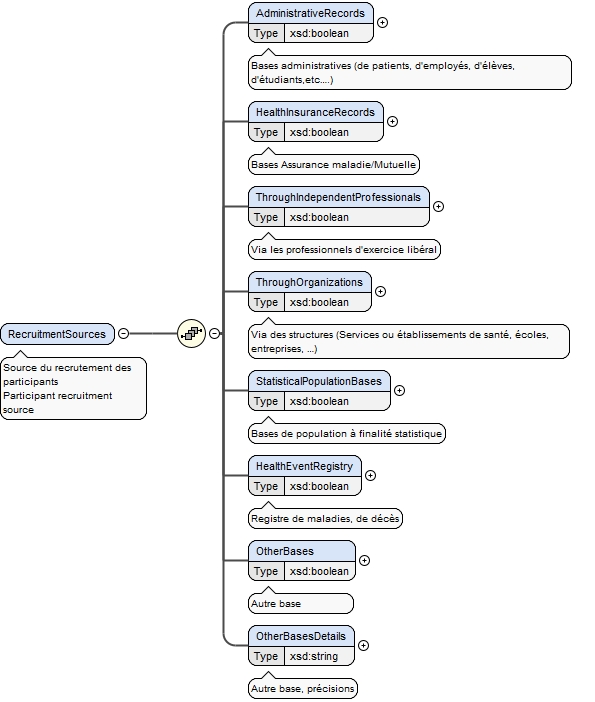 AdministrativeRecords
Type xsd:boolean
Bases administratives (de patients, d'employés, d'élèves,
d'étudiants,etc....)
HealthInsuranceRecords
Type xsd:boolean
Bases Assurance maladie/Mutuelle
ThroughIndependentProfessionals
Type xsd:boolean
Via les professionnels d'exercice libéral
ThroughOrganizations
Type xsd:boolean
Via des structures (Services ou établissements de santé, écoles,
entreprises, ...)
RecruitmentSources
Source du recrutement des
participants
Participant recruitment
source
StatisticalPopulationBases
Type xsd:boolean
Bases de population à finalité statistique
HealthEventRegistry
Type xsd:boolean
Registre de maladies, de décès
OtherBases
Type xsd:boolean
Autre base
OtherBasesDetails
Type xsd:string
Autre base, précisions